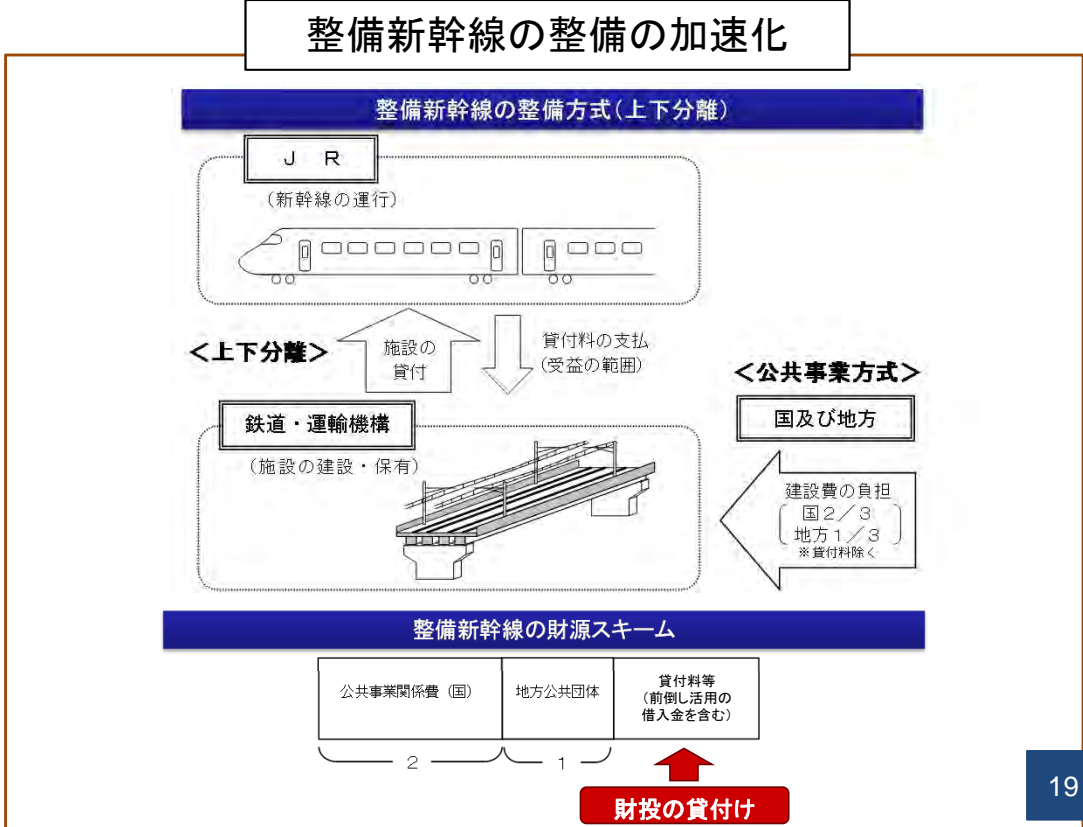 整備新幹線の整備の加速化
整備新幹線の整備方式(上下分離)
J R
(新幹線の運行)
<上下分離>
施設の
貸付
貸付料の支払
(受益の範囲)
<公共事業方式>
国及び地方
鉄道・運輸機構
(施設の建設・保有)
建設費の負担
国2/3
地方1/3
※貸付料除く
整備新幹線の財源スキーム
公共事業関係費(国)
地方公共団体
貸付料等
(前倒し活用の
借入金を含む)
2
1
財投の貸付け
19